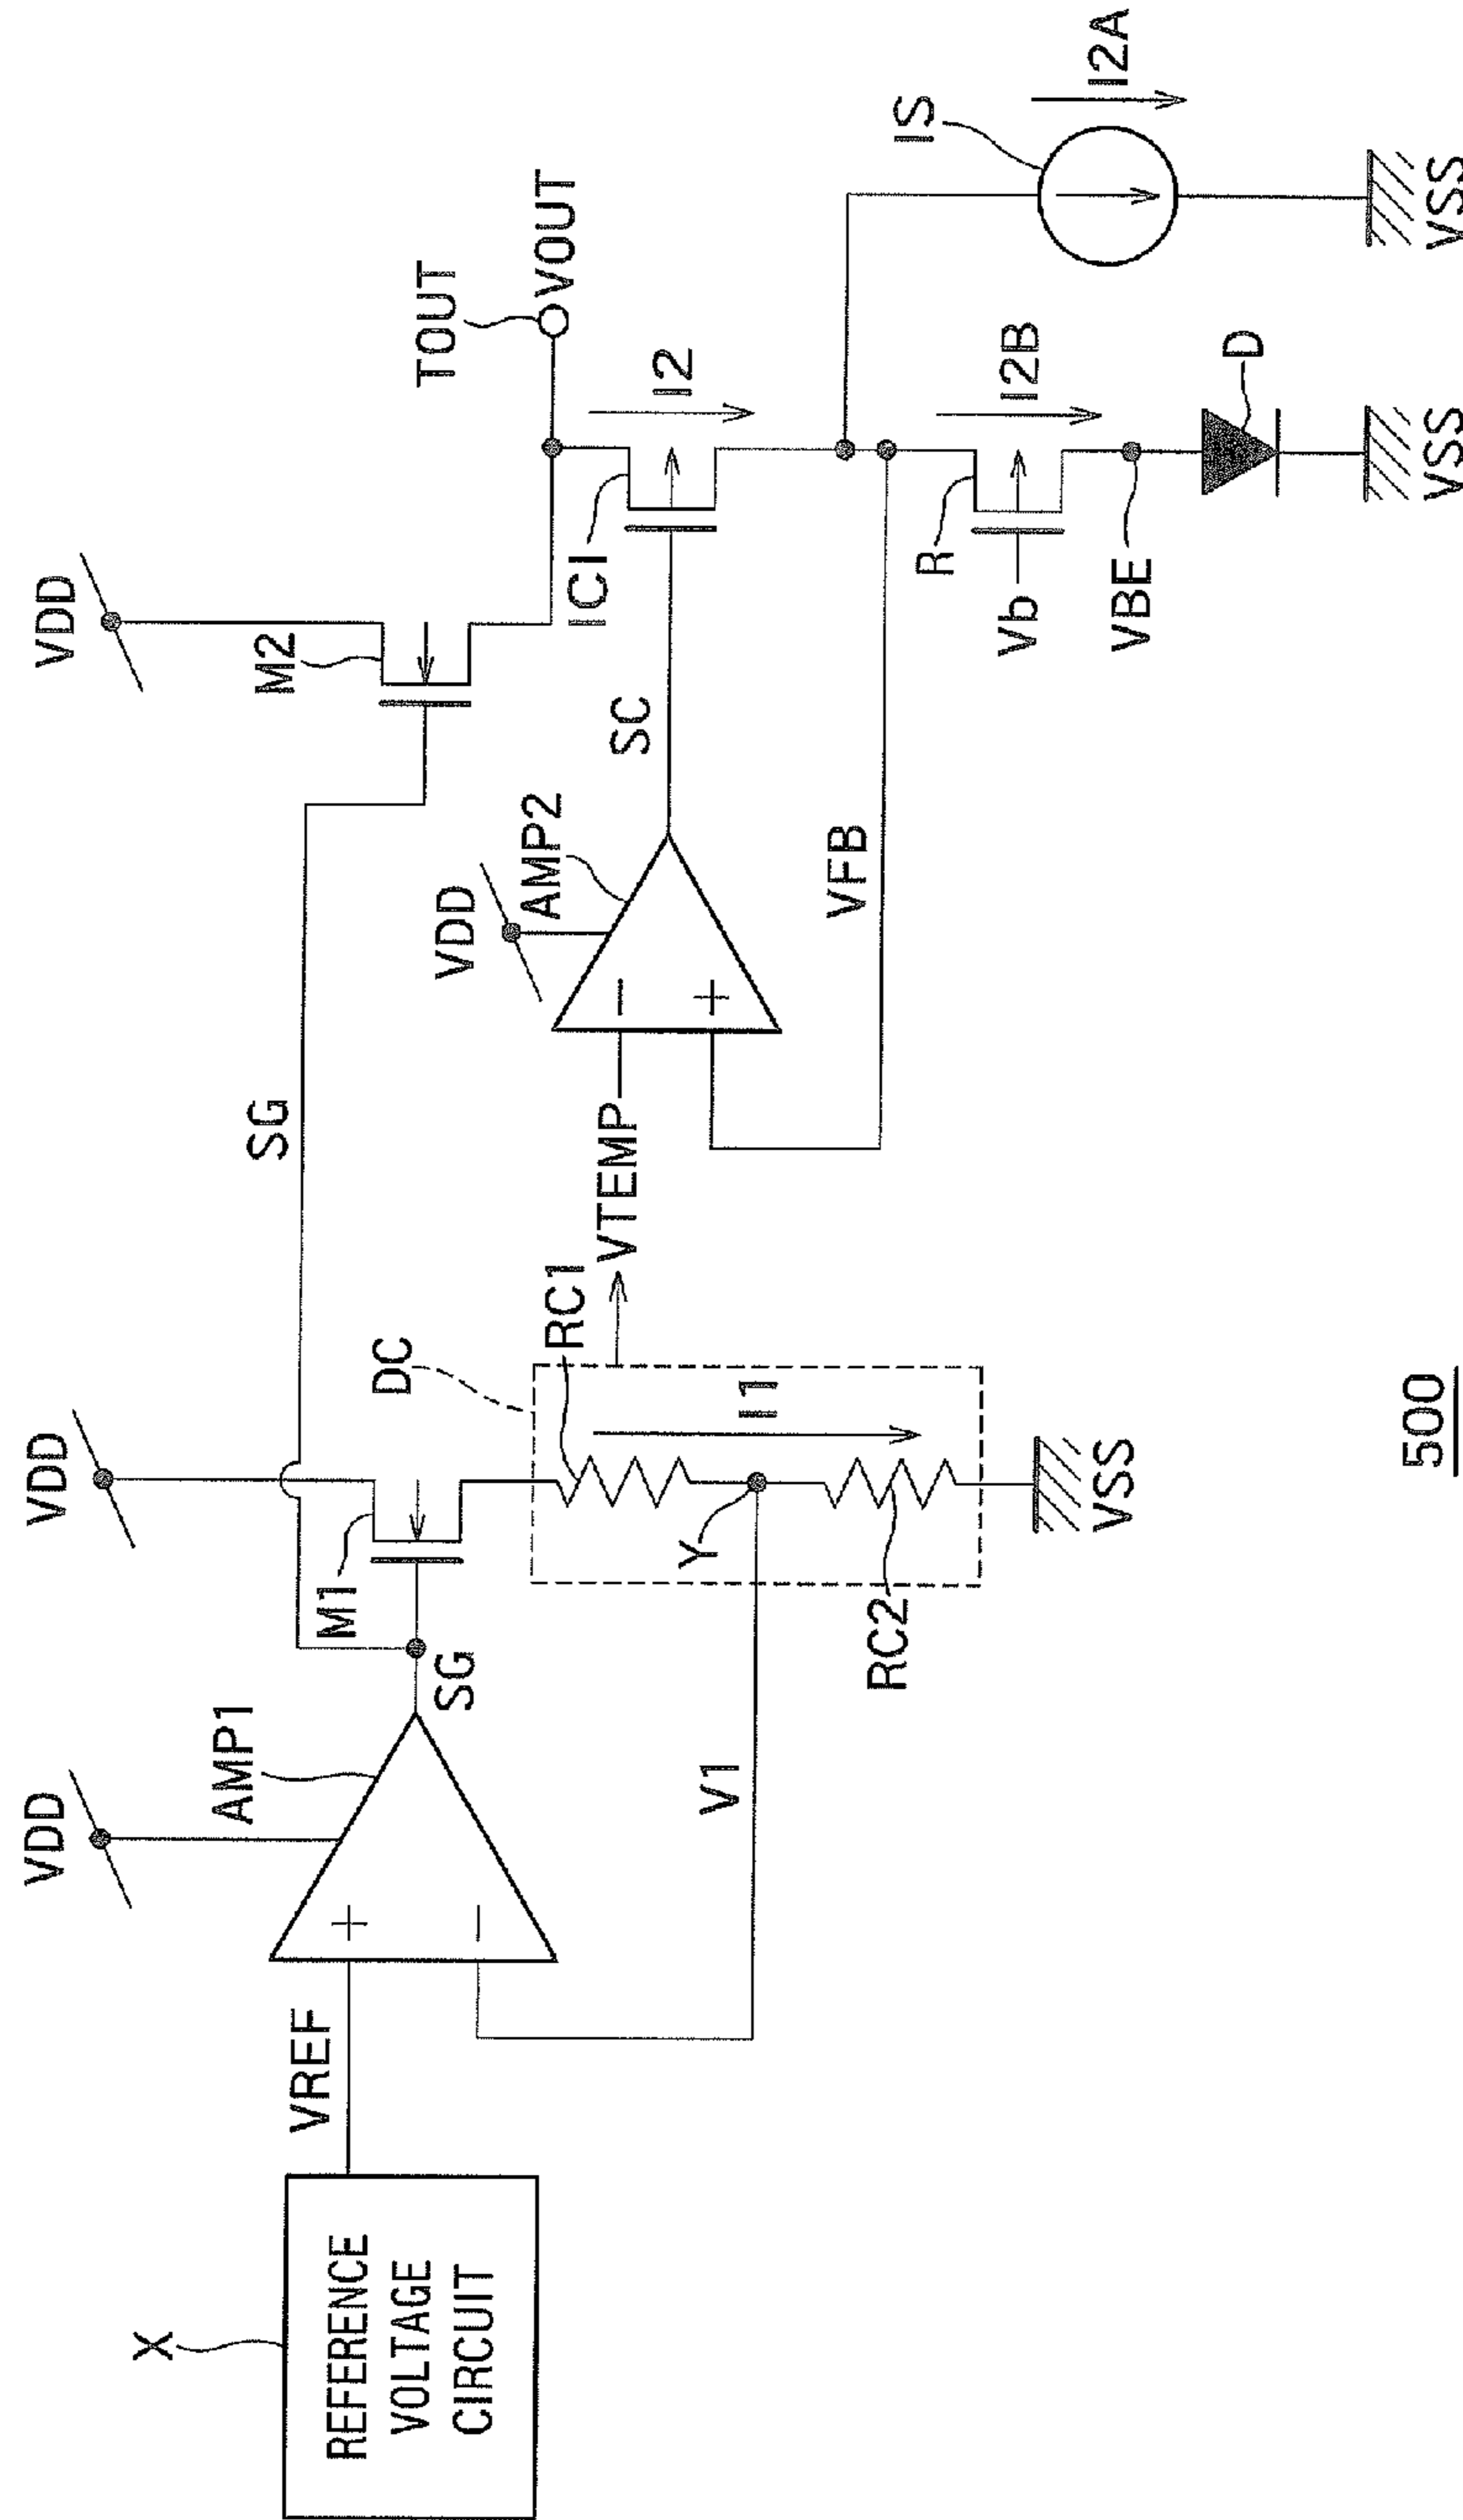 X
REFERENCE
VOLTAGE
CIRCUIT
VREF
VDD
AMP1
+
−
SG
V1
VDD
M1
DC
RC1
I1
Y
RC2
VSS
SG
VTEMP
VDD
AMP2
−
+
SC
VFB
VDD
M2
TOUT
VOUT
IC1
I2
R
Vb
I2B
VBE
D
VSS
IS
I2A
VSS
500